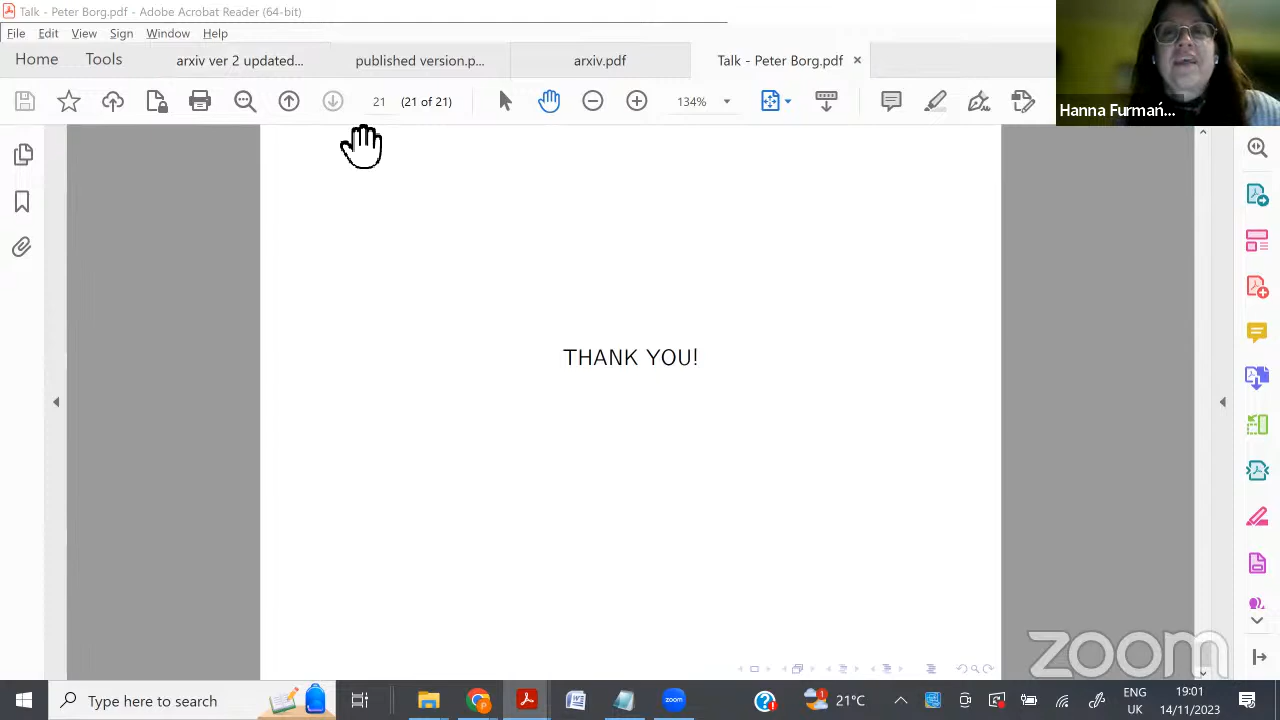 Talk - Peter Borg.pdf - Adobe Acrobat Reader (64-bit)
File Edit View Sign Window Help
Home Tools arxiv ver 2 updated... published version.p... arxiv.pdf Talk - Peter Borg.pdf ×
21 (21 of 21) 134%
Hanna Furmań...
THANK YOU!
zoom
Type here to search
21°C
ENG
UK
19:01
14/11/2023